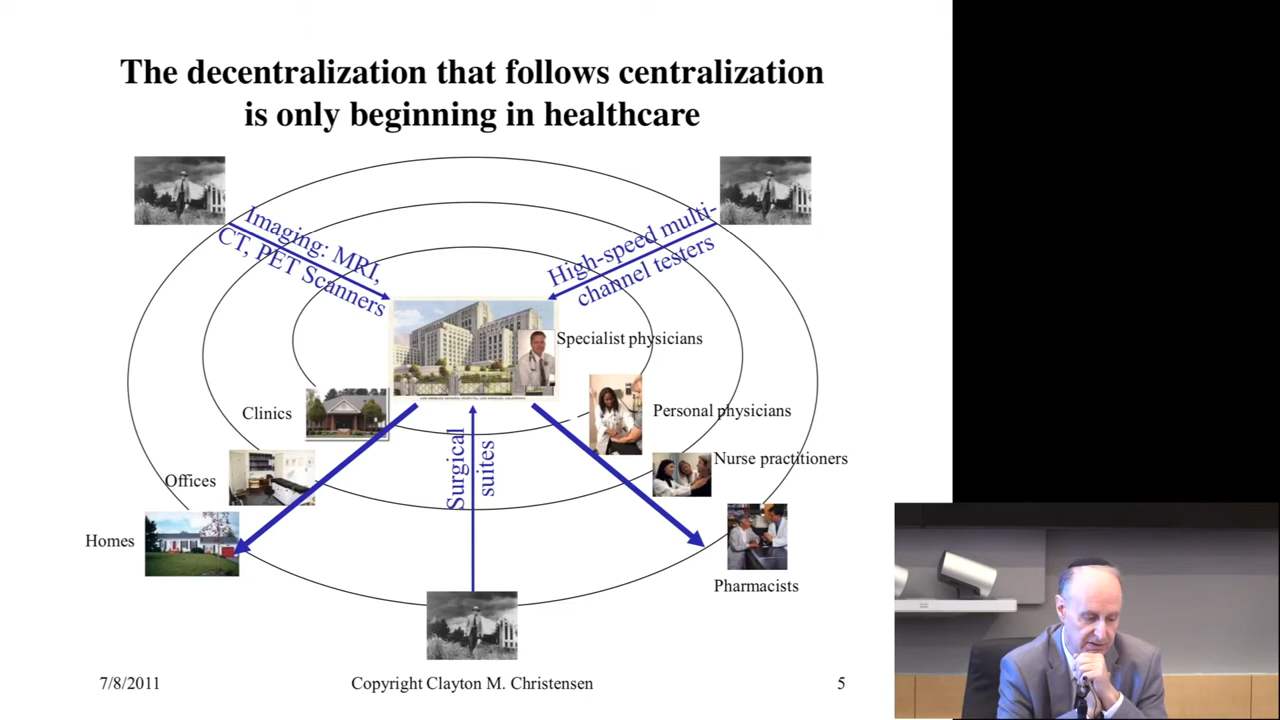 The decentralization that follows centralization
is only beginning in healthcare
Imaging: MRI,
CT, PET Scanners
High-speed multi-
channel testers
Specialist physicians
Clinics
Personal physicians
Surgical
suites
Nurse practitioners
Offices
Homes
Pharmacists
7/8/2011
Copyright Clayton M. Christensen
5